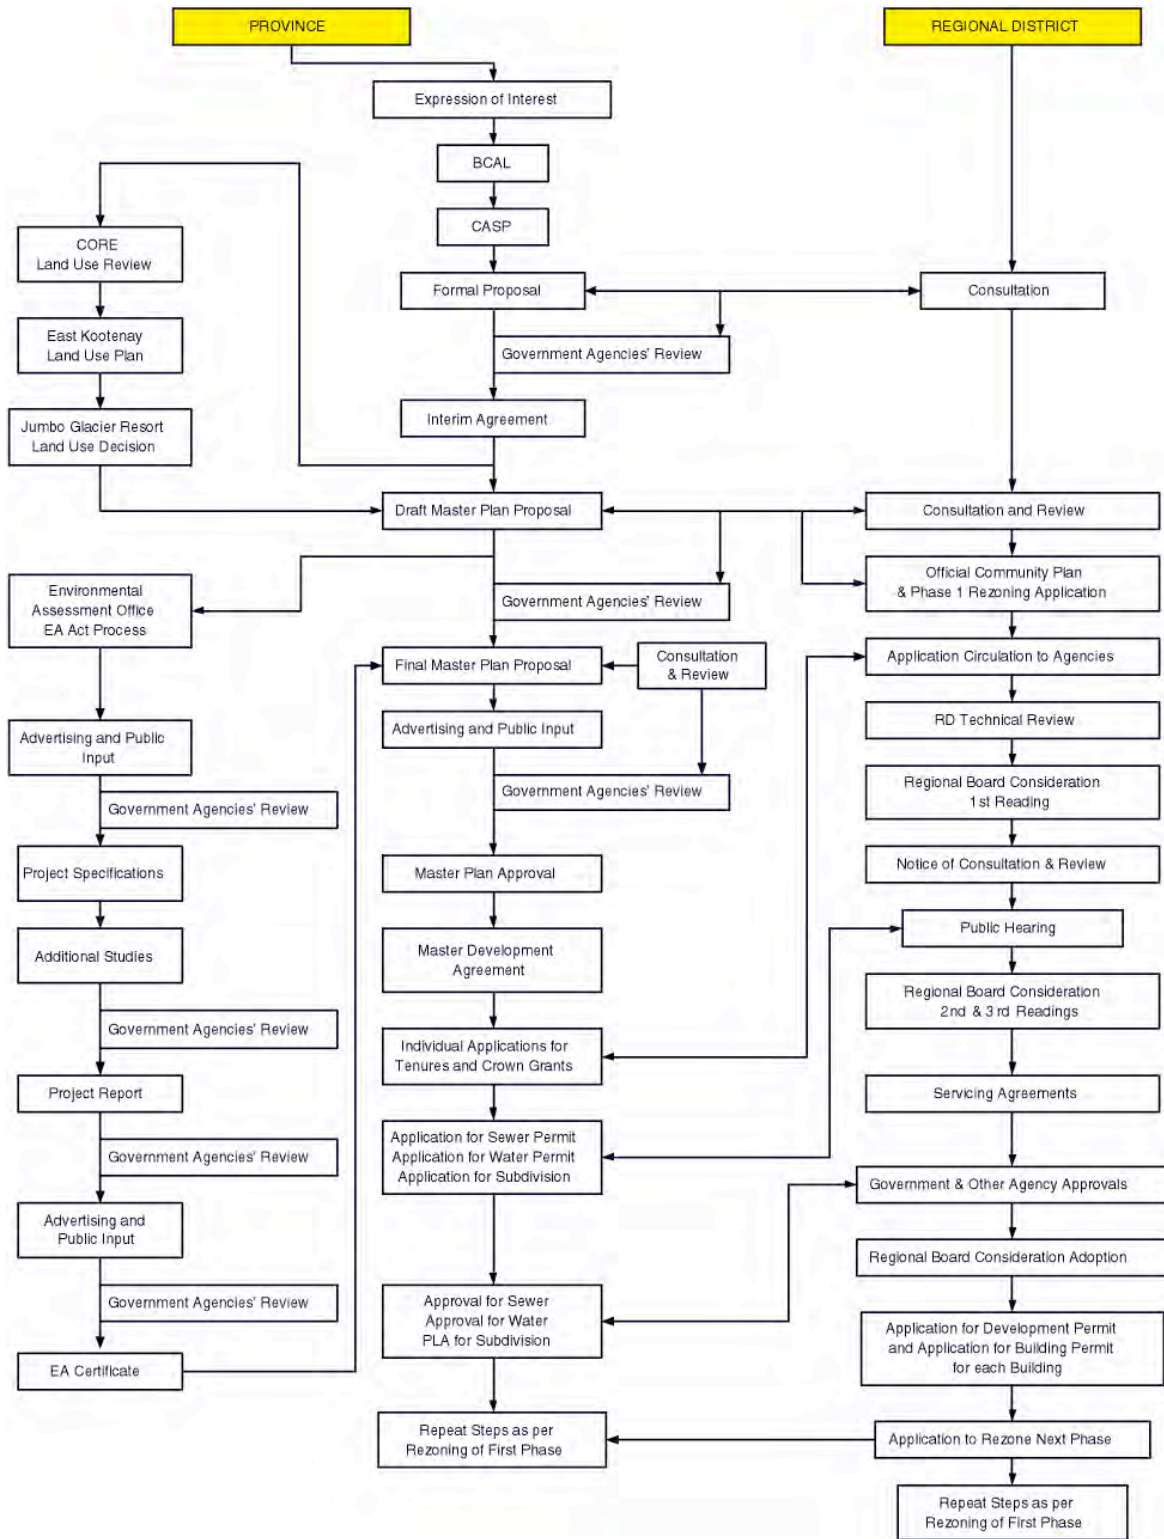 PROVINCE
REGIONAL DISTRICT
Expression of Interest
BCAL
CASP
CORE
Land Use Review
Formal Proposal
Consultation
East Kootenay
Land Use Plan
Government Agencies' Review
Interim Agreement
Jumbo Glacier Resort
Land Use Decision
Draft Master Plan Proposal
Consultation and Review
Environmental
Assessment Office
EA Act Process
Government Agencies' Review
Official Community Plan
& Phase 1 Rezoning Application
Final Master Plan Proposal
Consultation
& Review
Application Circulation to Agencies
Advertising and Public Input
RD Technical Review
Advertising and Public
Input
Government Agencies' Review
Regional Board Consideration
1st Reading
Government Agencies' Review
Project Specifications
Master Plan Approval
Notice of Consultation & Review
Public Hearing
Additional Studies
Master Development
Agreement
Regional Board Consideration
2nd & 3rd Readings
Government Agencies' Review
Individual Applications for
Tenures and Crown Grants
Project Report
Servicing Agreements
Government Agencies' Review
Application for Sewer Permit
Application for Water Permit
Application for Subdivision
Government & Other Agency Approvals
Advertising and
Public Input
Regional Board Consideration Adoption
Government Agencies' Review
Approval for Sewer
Approval for Water
PLA for Subdivision
Application for Development Permit
and Application for Building Permit
for each Building
EA Certificate
Repeat Steps as per
Rezoning of First Phase
Application to Rezone Next Phase
Repeat Steps as per
Rezoning of First Phase